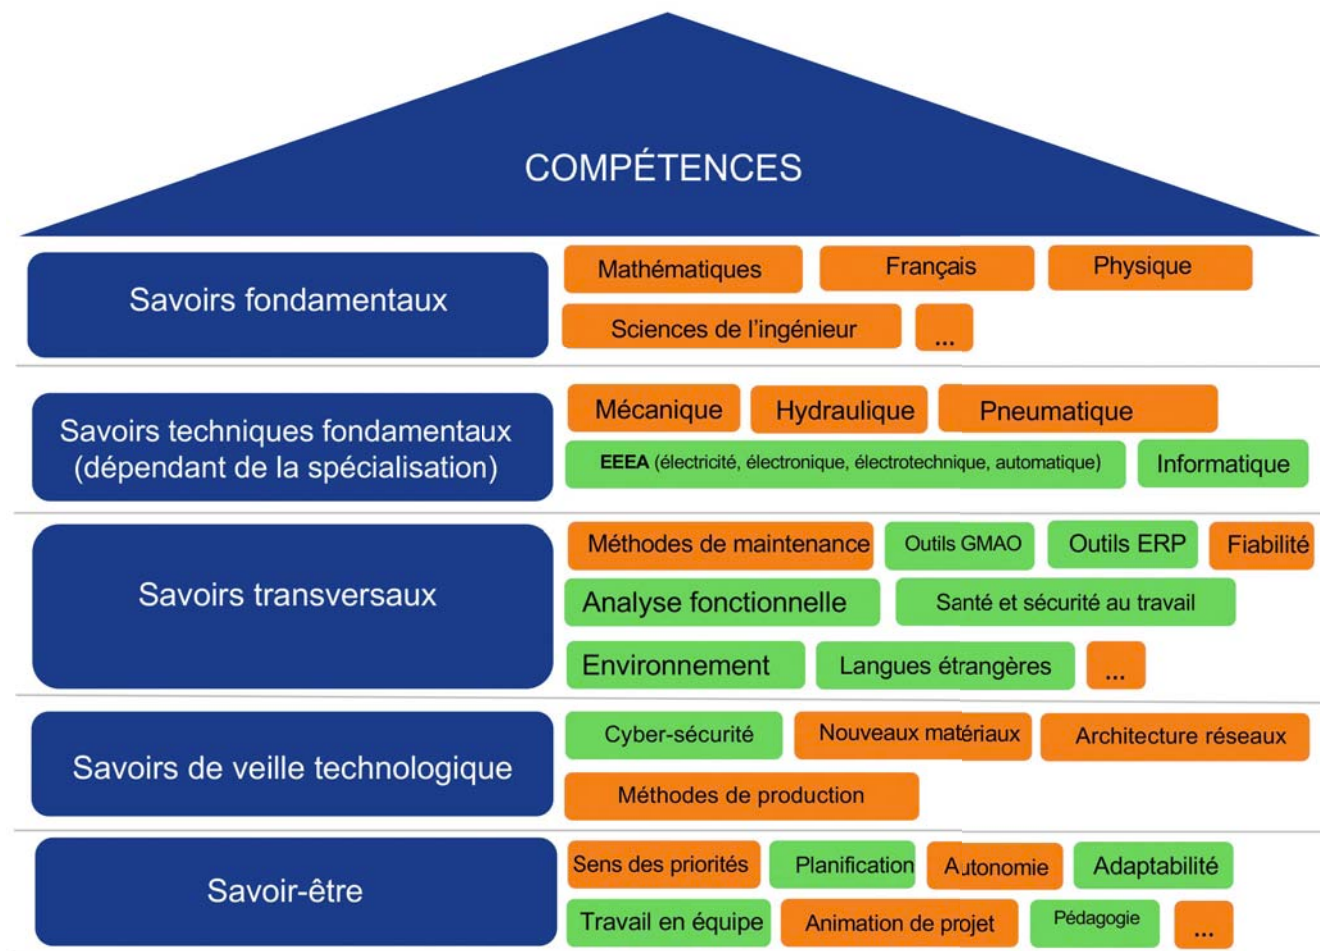 COMPÉTENCES
Savoirs fondamentaux
Mathématiques
Français
Physique
Sciences de l'ingénieur
...
Savoirs techniques fondamentaux
(dépendant de la spécialisation)
Mécanique
Hydraulique
Pneumatique
EEEA (électricité, électronique, électrotechnique, automatique)
Informatique
Savoirs transversaux
Méthodes de maintenance
Outils GMAO
Outils ERP
Fiabilité
Analyse fonctionnelle
Santé et sécurité au travail
Environnement
Langues étrangères
...
Savoirs de veille technologique
Cyber-sécurité
Nouveaux matériaux
Architecture réseaux
Méthodes de production
Savoir-être
Sens des priorités
Planification
Autonomie
Adaptabilité
Travail en équipe
Animation de projet
Pédagogie
...